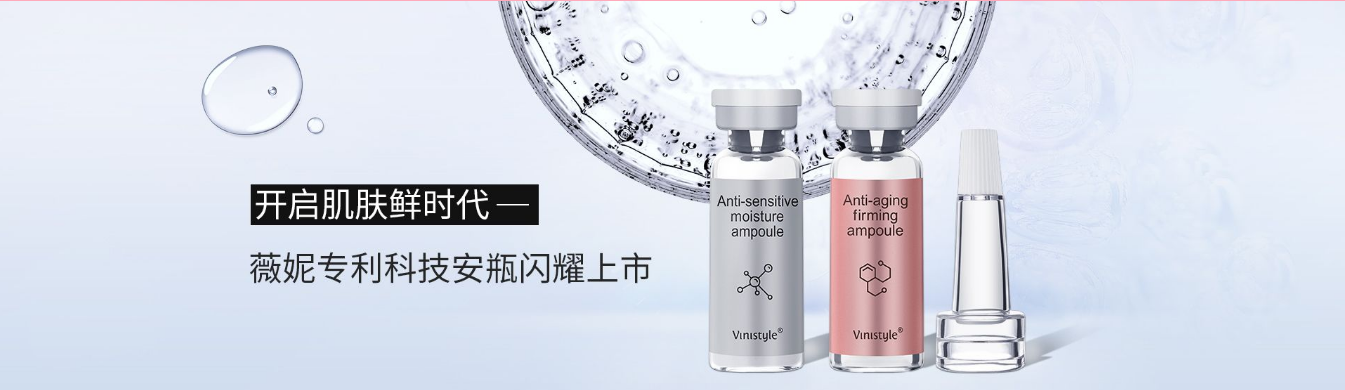 开启肌肤鲜时代 —
薇妮专利科技安瓶闪耀上市
Anti-sensitive
moisture
ampoule
Vinistyle®
Anti-aging
firming
ampoule
Vinistyle®